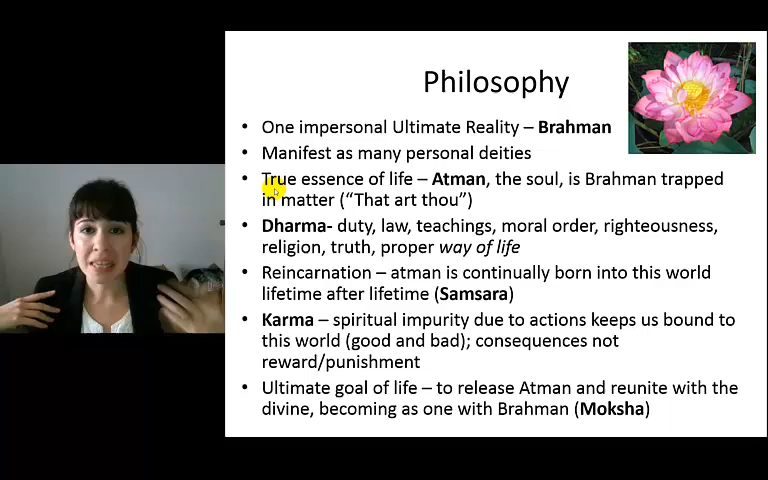 Philosophy
• One impersonal Ultimate Reality – Brahman
• Manifest as many personal deities
• True essence of life – Atman, the soul, is Brahman trapped
in matter (“That art thou”)
• Dharma- duty, law, teachings, moral order, righteousness,
religion, truth, proper way of life
• Reincarnation – atman is continually born into this world
lifetime after lifetime (Samsara)
• Karma – spiritual impurity due to actions keeps us bound to
this world (good and bad); consequences not
reward/punishment
• Ultimate goal of life – to release Atman and reunite with the
divine, becoming as one with Brahman (Moksha)